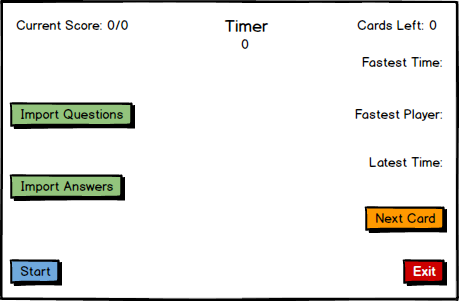 Current Score: 0/0
Timer
0
Cards Left: 0
Fastest Time:
Import Questions
Fastest Player:
Latest Time:
Import Answers
Next Card
Start
Exit